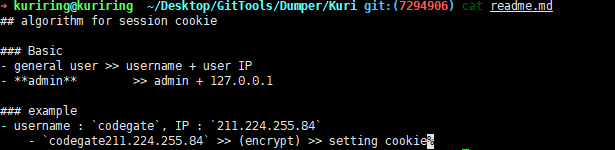 ➜ kuriring@kuriring ~/Desktop/GitTools/Dumper/Kuri git:(7294906) cat readme.md
## algorithm for session cookie
### Basic
- general user >> username + user IP
- **admin** >> admin + 127.0.0.1
### example
- username : `codegate`, IP : `211.224.255.84`
- `codegate211.224.255.84` >> (encrypt) >> setting cookie%